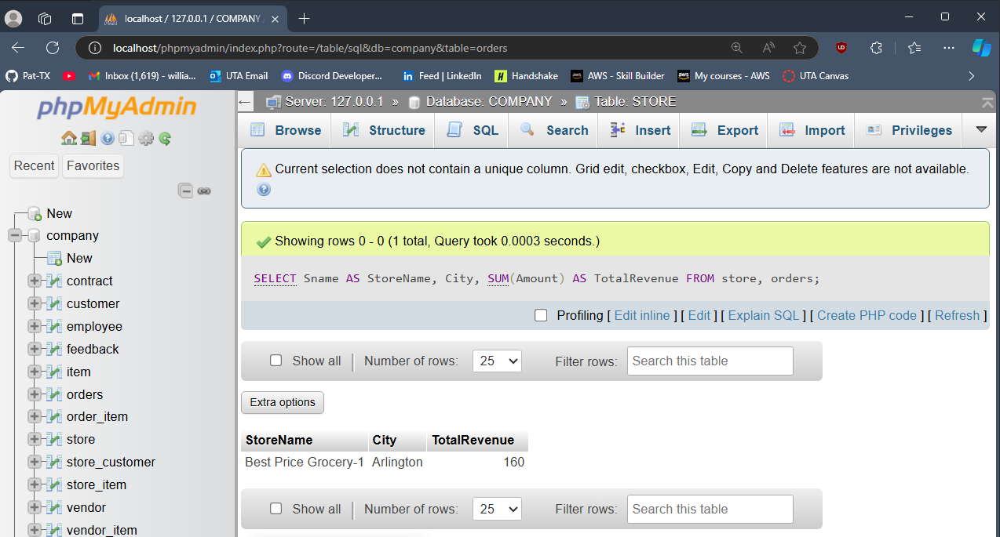 localhost / 127.0.0.1 / COMPANY
localhost/phpmyadmin/index.php?route=/table/sql&db=company&table=orders
Pat-TX Inbox (1,619) - willia... UTA Email Discord Developer... Feed | LinkedIn Handshake AWS - Skill Builder My courses - AWS UTA Canvas
phpMyAdmin
Recent Favorites
New
company
New
contract
customer
employee
feedback
item
orders
order_item
store
store_customer
store_item
vendor
vendor_item
Server: 127.0.0.1 » Database: COMPANY » Table: STORE
Browse Structure SQL Search Insert Export Import Privileges
Current selection does not contain a unique column. Grid edit, checkbox, Edit, Copy and Delete features are not available.
Showing rows 0 - 0 (1 total, Query took 0.0003 seconds.)
SELECT Sname AS StoreName, City, SUM(Amount) AS TotalRevenue FROM store, orders;
Profiling [ Edit inline ] [ Edit ] [ Explain SQL ] [ Create PHP code ] [ Refresh ]
Show all | Number of rows: 25 Filter rows: Search this table
Extra options
StoreName City TotalRevenue
Best Price Grocery-1 Arlington 160
Show all | Number of rows: 25 Filter rows: Search this table